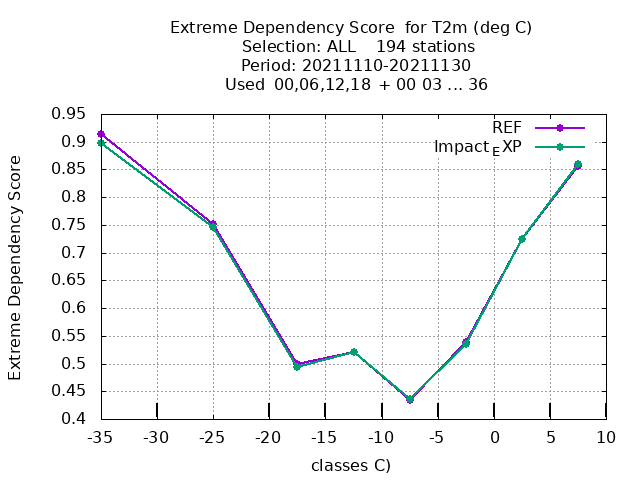 Extreme Dependency Score  for T2m (deg C)
Selection: ALL    194 stations
Period: 20211110-20211130
Used  00,06,12,18  + 00 03 ... 36
Extreme Dependency Score
0.95
0.9
0.85
0.8
0.75
0.7
0.65
0.6
0.55
0.5
0.45
0.4
REF
Impact_EXP
-35 -30 -25 -20 -15 -10 -5 0 5 10
classes C)